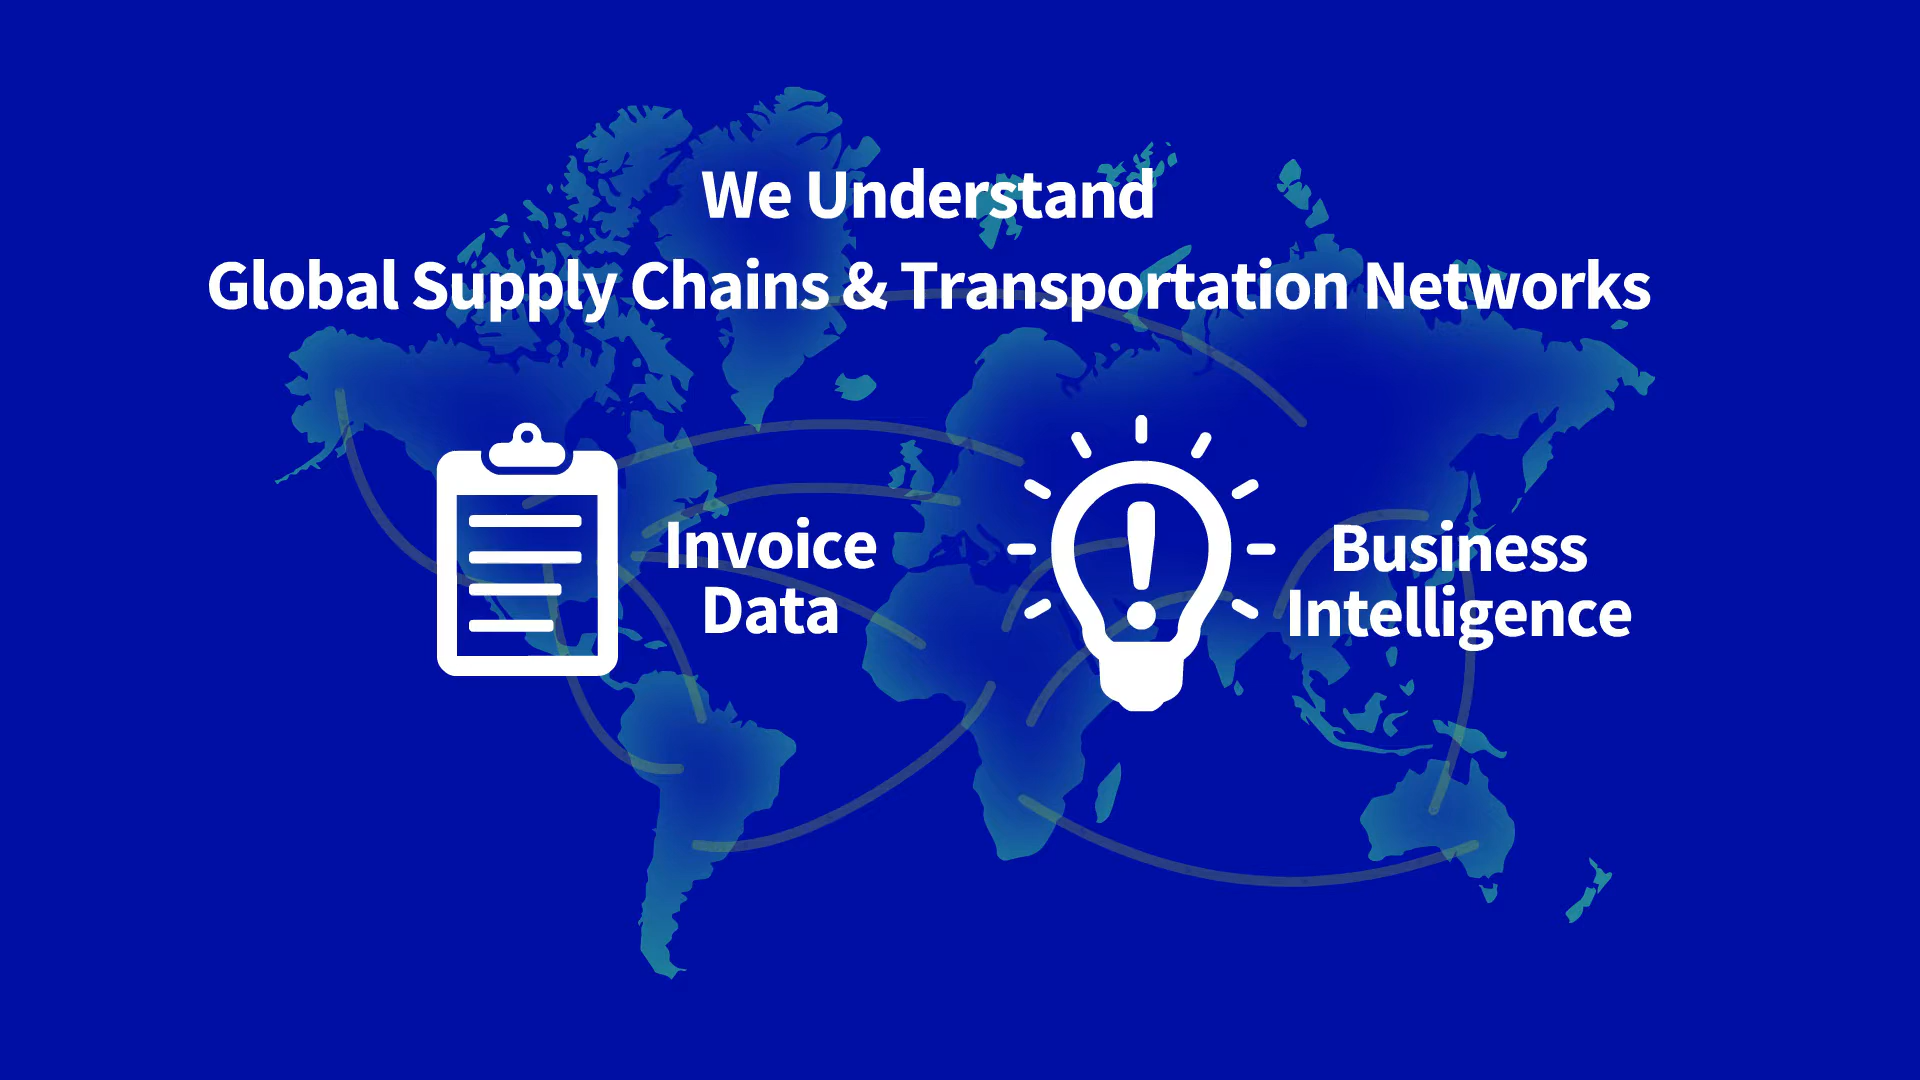 We Understand
Global Supply Chains & Transportation Networks
Invoice
Data
Business
Intelligence